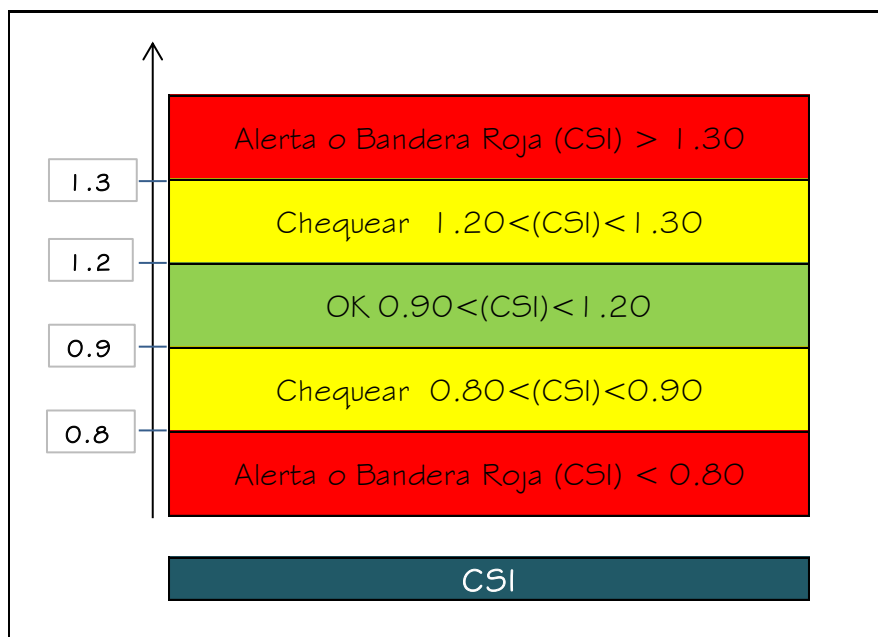 Alerta o Bandera Roja (CSI) > 1.30
1.3
Chequear 1.20<(CSI)<1.30
1.2
OK 0.90<(CSI)<1.20
0.9
Chequear 0.80<(CSI)<0.90
0.8
Alerta o Bandera Roja (CSI) < 0.80
CSI